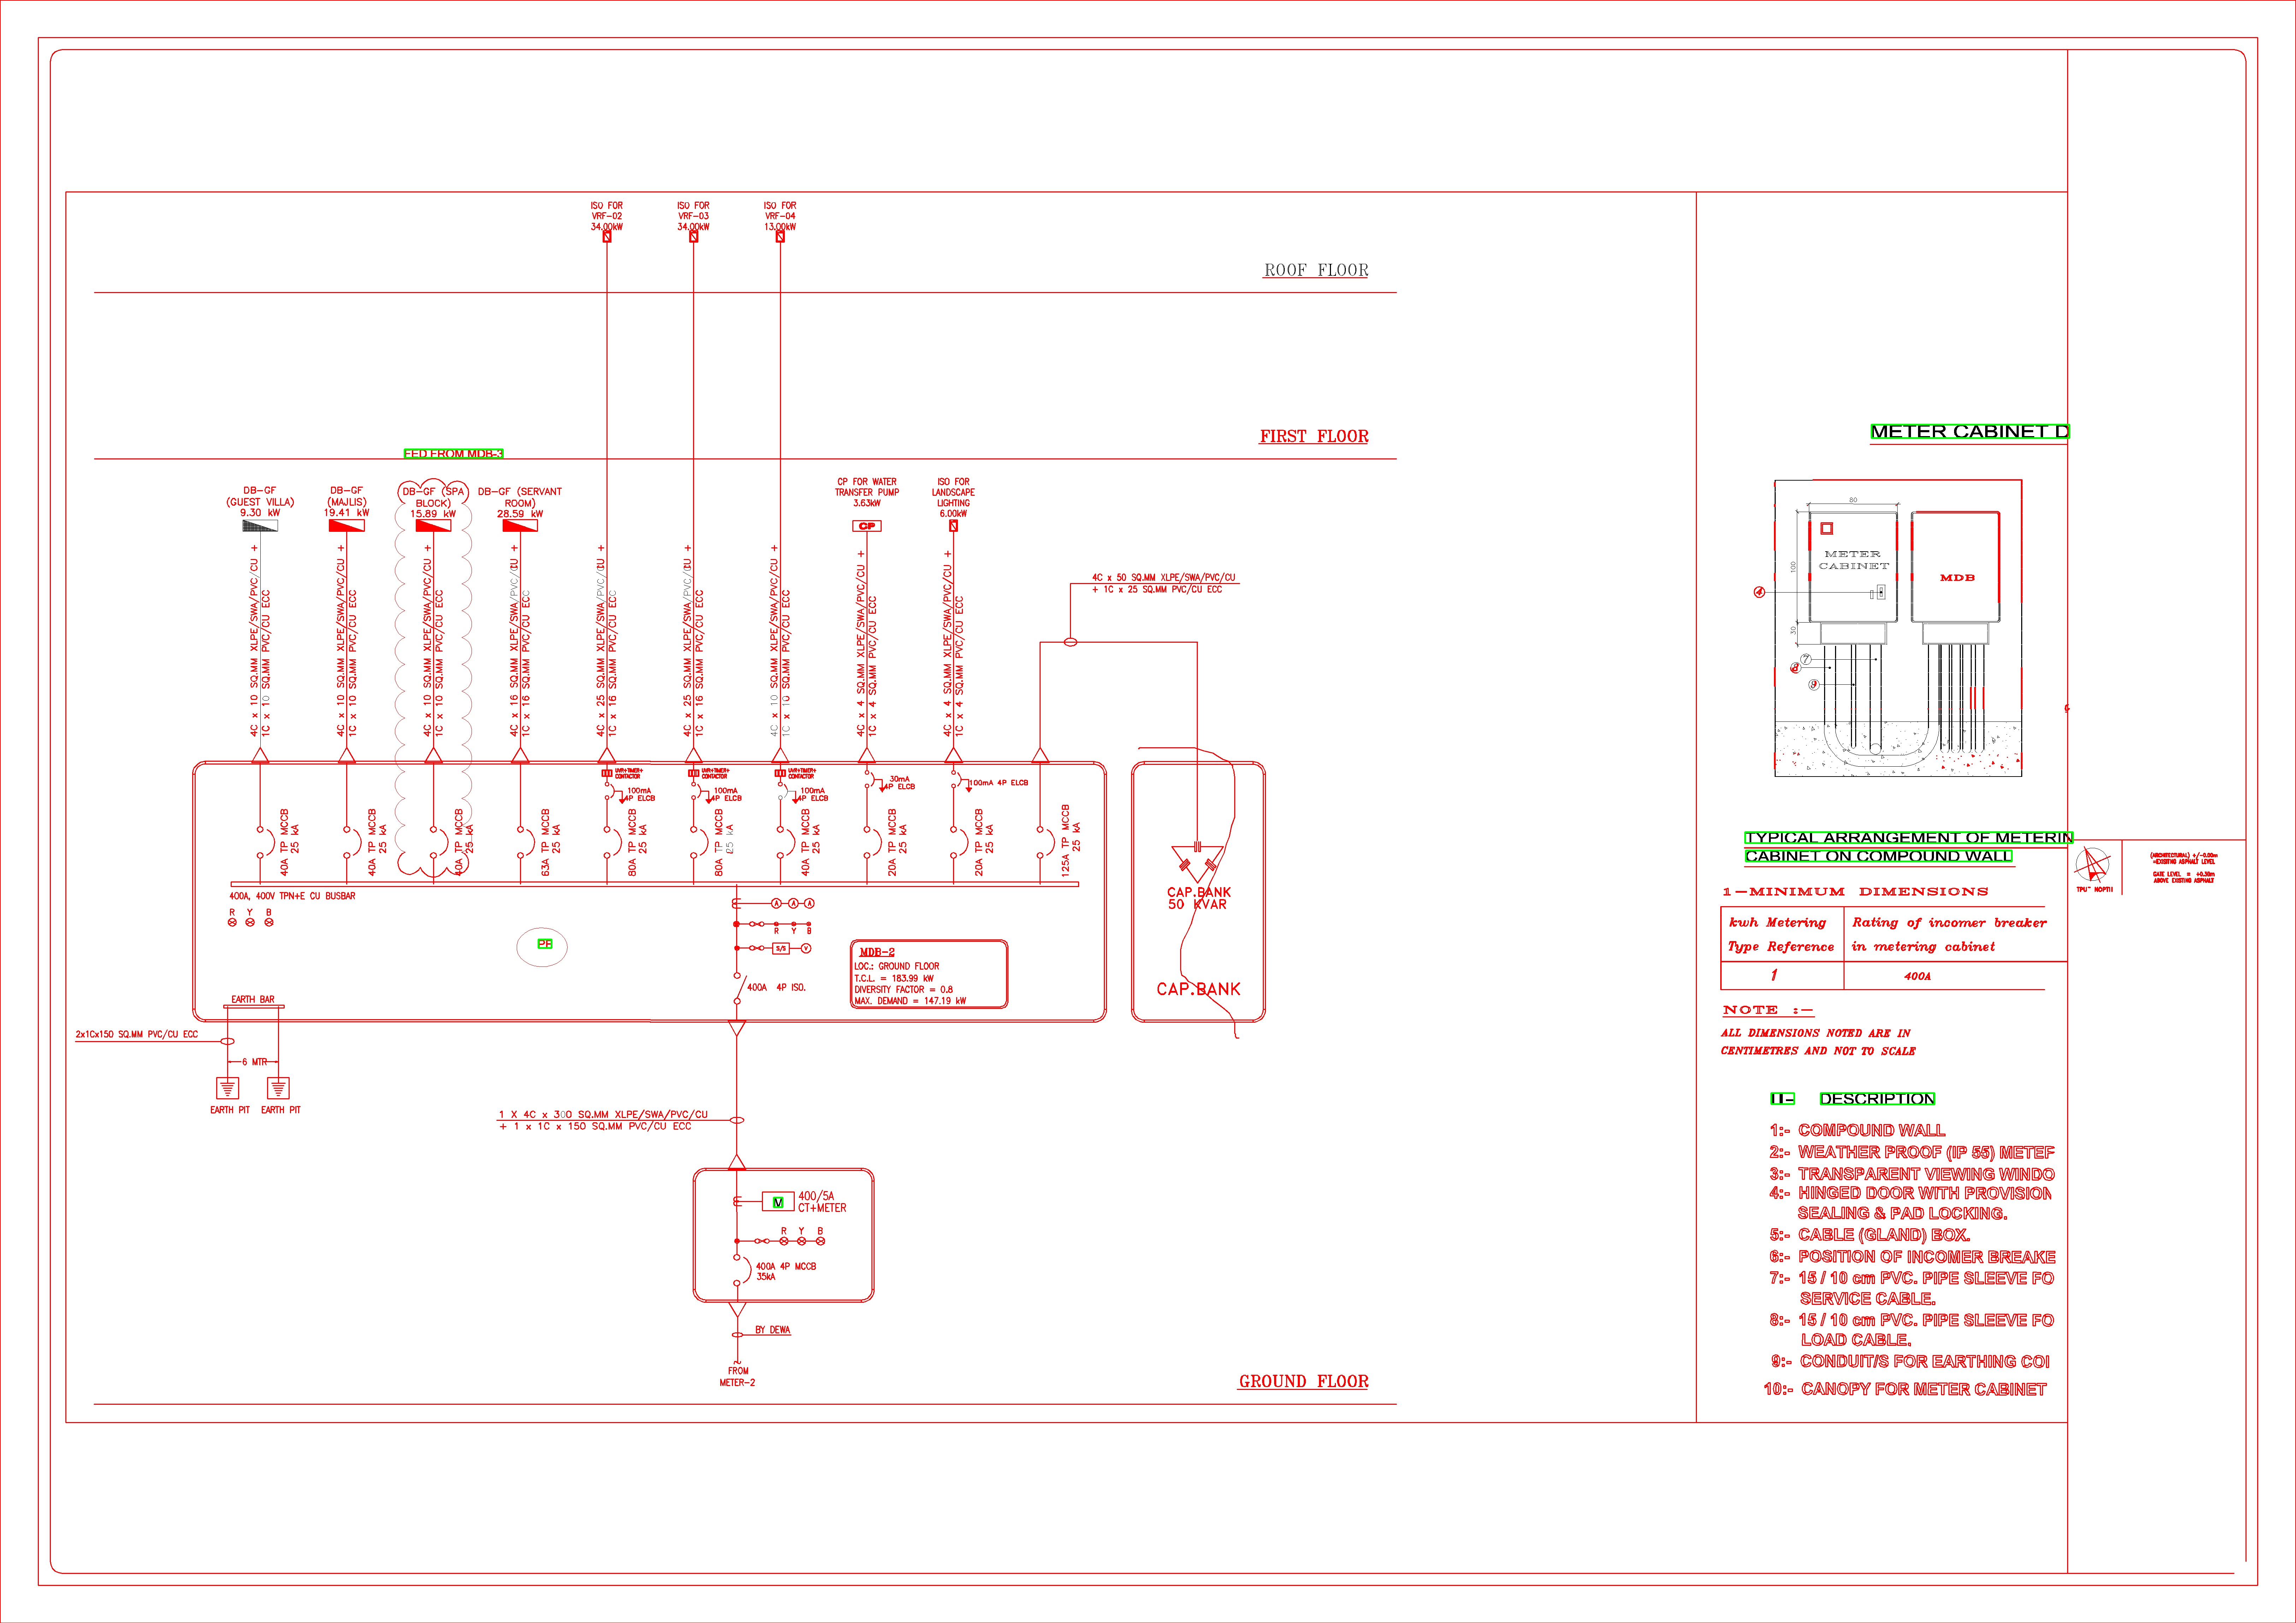 ISO FOR
VRF-02
34.00kW
ISO FOR
VRF-03
34.00kW
ISO FOR
VRF-04
13.00kW
ROOF FLOOR
FIRST FLOOR
FED FROM MDB-3
DB-GF
(GUEST VILLA)
9.30 kW
DB-GF
(MAJLIS)
19.41 kW
DB-GF (SPA
BLOCK)
15.89 kW
DB-GF (SERVANT
ROOM)
28.59 kW
CP FOR WATER
TRANSFER PUMP
3.63kW
CP
ISO FOR
LANDSCAPE
LIGHTING
6.00kW
4C x 10 SQ.MM XLPE/SWA/PVC/CU +
1C x 10 SQ.MM PVC/CU ECC
4C x 10 SQ.MM XLPE/SWA/PVC/CU +
1C x 10 SQ.MM PVC/CU ECC
4C x 10 SQ.MM XLPE/SWA/PVC/CU +
1C x 10 SQ.MM PVC/CU ECC
4C x 16 SQ.MM XLPE/SWA/PVC/CU +
1C x 16 SQ.MM PVC/CU ECC
4C x 25 SQ.MM XLPE/SWA/PVC/CU +
1C x 16 SQ.MM PVC/CU ECC
4C x 25 SQ.MM XLPE/SWA/PVC/CU +
1C x 16 SQ.MM PVC/CU ECC
4C x 10 SQ.MM XLPE/SWA/PVC/CU +
1C x 10 SQ.MM PVC/CU ECC
4C x 4 SQ.MM XLPE/SWA/PVC/CU +
1C x 4 SQ.MM PVC/CU ECC
4C x 4 SQ.MM XLPE/SWA/PVC/CU +
1C x 4 SQ.MM PVC/CU ECC
4C x 50 SQ.MM XLPE/SWA/PVC/CU
+ 1C x 25 SQ.MM PVC/CU ECC
UVR+TIMER+
CONTACTOR
100mA
4P ELCB
UVR+TIMER+
CONTACTOR
100mA
4P ELCB
UVR+TIMER+
CONTACTOR
100mA
4P ELCB
30mA
4P ELCB
100mA 4P ELCB
40A TP MCCB
25 kA
40A TP MCCB
25 kA
40A TP MCCB
25 kA
63A TP MCCB
25 kA
80A TP MCCB
25 kA
80A TP MCCB
25 kA
40A TP MCCB
25 kA
20A TP MCCB
25 kA
20A TP MCCB
25 kA
125A TP MCCB
25 kA
400A, 400V TPN+E CU BUSBAR
R Y B
A A A
R Y B
S/S V
PF
400A 4P ISO.
MDB-2
LOC.: GROUND FLOOR
T.C.L. = 183.99 kW
DIVERSITY FACTOR = 0.8
MAX. DEMAND = 147.19 kW
CAP.BANK
50 KVAR
CAP.BANK
EARTH BAR
2x1Cx150 SQ.MM PVC/CU ECC
6 MTR
EARTH PIT EARTH PIT
1 X 4C x 300 SQ.MM XLPE/SWA/PVC/CU
+ 1 x 1C x 150 SQ.MM PVC/CU ECC
M
400/5A
CT+METER
R Y B
400A 4P MCCB
35kA
BY DEWA
FROM
METER-2
GROUND FLOOR
METER CABINET D
80
100
30
METER
CABINET
MDB
4
7
8
9
TYPICAL ARRANGEMENT OF METERIN
CABINET ON COMPOUND WALL
1-MINIMUM DIMENSIONS
kwh Metering Rating of incomer breaker
Type Reference in metering cabinet
1 400A
NOTE :-
ALL DIMENSIONS NOTED ARE IN
CENTIMETRES AND NOT TO SCALE
II- DESCRIPTION
1:- COMPOUND WALL
2:- WEATHER PROOF (IP 55) METER
3:- TRANSPARENT VIEWING WINDO
4:- HINGED DOOR WITH PROVISION
SEALING & PAD LOCKING.
5:- CABLE (GLAND) BOX.
6:- POSITION OF INCOMER BREAKE
7:- 15 / 10 cm PVC. PIPE SLEEVE FO
SERVICE CABLE.
8:- 15 / 10 cm PVC. PIPE SLEEVE FO
LOAD CABLE.
9:- CONDUIT/S FOR EARTHING CO
10:- CANOPY FOR METER CABINET
(ARCHITECTURAL) +/-0.00m
=EXISTING ASPHALT LEVEL
GATE LEVEL = +0.30m
ABOVE EXISTING ASPHALT